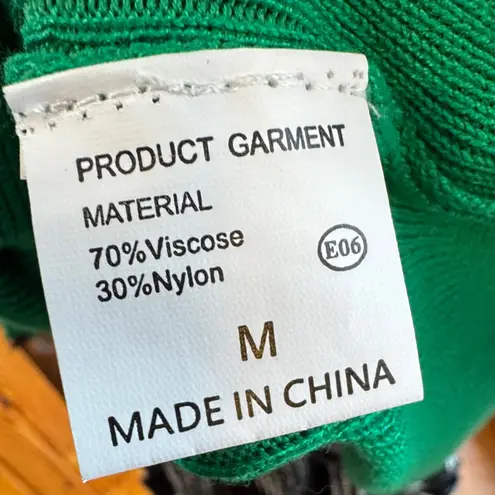 PRODUCT GARMENT
MATERIAL
70%Viscose
30%Nylon
E06
M
MADE IN CHINA